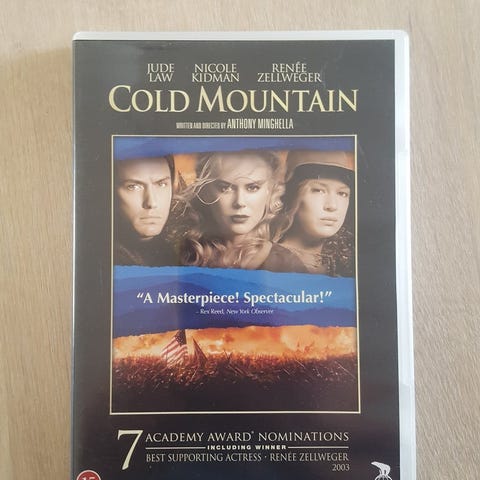 JUDE LAW
NICOLE KIDMAN
RENÉE ZELLWEGER
COLD MOUNTAIN
WRITTEN AND DIRECTED BY ANTHONY MINGHELLA
“A Masterpiece! Spectacular!”
- Rex Reed, New York Observer
7 ACADEMY AWARD® NOMINATIONS
INCLUDING WINNER
BEST SUPPORTING ACTRESS · RENÉE ZELLWEGER
2003
15